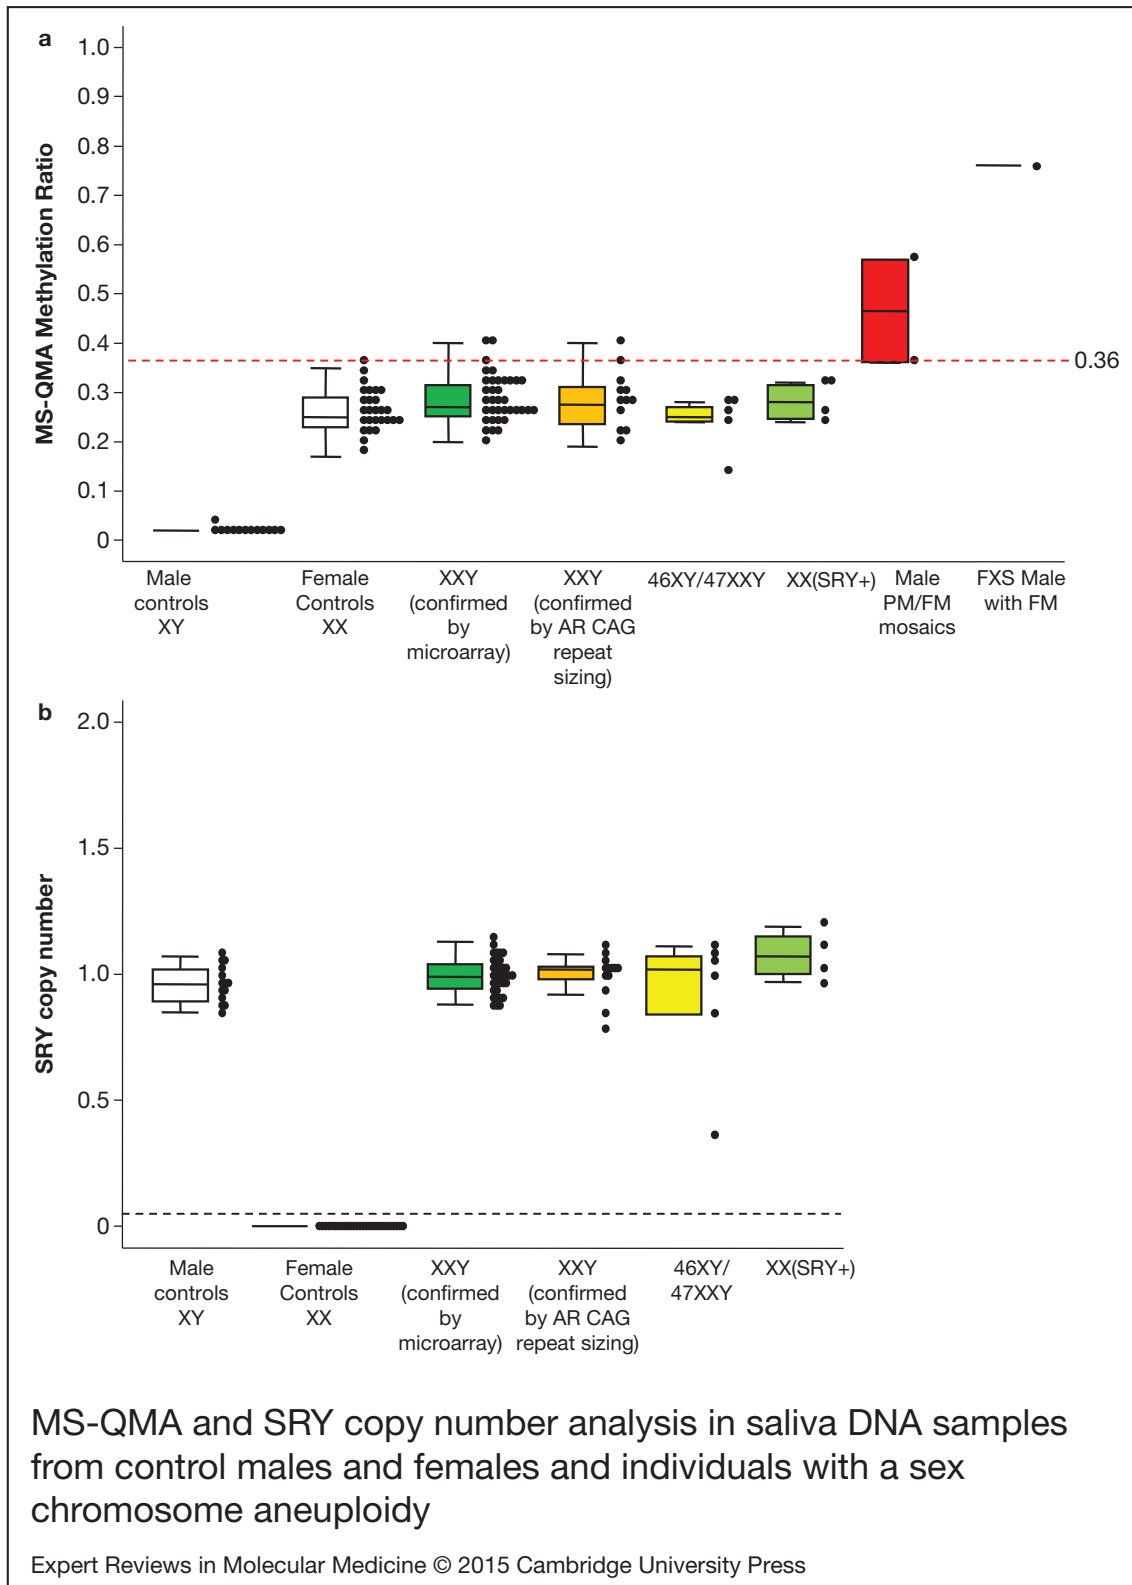 a
1.0
0.9
0.8
0.7
0.6
0.5
0.4
0.3
0.2
0.1
0
MS-QMA Methylation Ratio
0.36
Male
controls
XY
Female
Controls
XX
XXY
(confirmed
by
microarray)
XXY
(confirmed
by AR CAG
repeat
sizing)
46XY/47XXY
XX(SRY+)
Male
PM/FM
mosaics
FXS Male
with FM
b
2.0
1.5
1.0
0.5
0
SRY copy number
Male
controls
XY
Female
Controls
XX
XXY
(confirmed
by
microarray)
XXY
(confirmed
by AR CAG
repeat sizing)
46XY/
47XXY
XX(SRY+)
MS-QMA and SRY copy number analysis in saliva DNA samples
from control males and females and individuals with a sex
chromosome aneuploidy
Expert Reviews in Molecular Medicine © 2015 Cambridge University Press